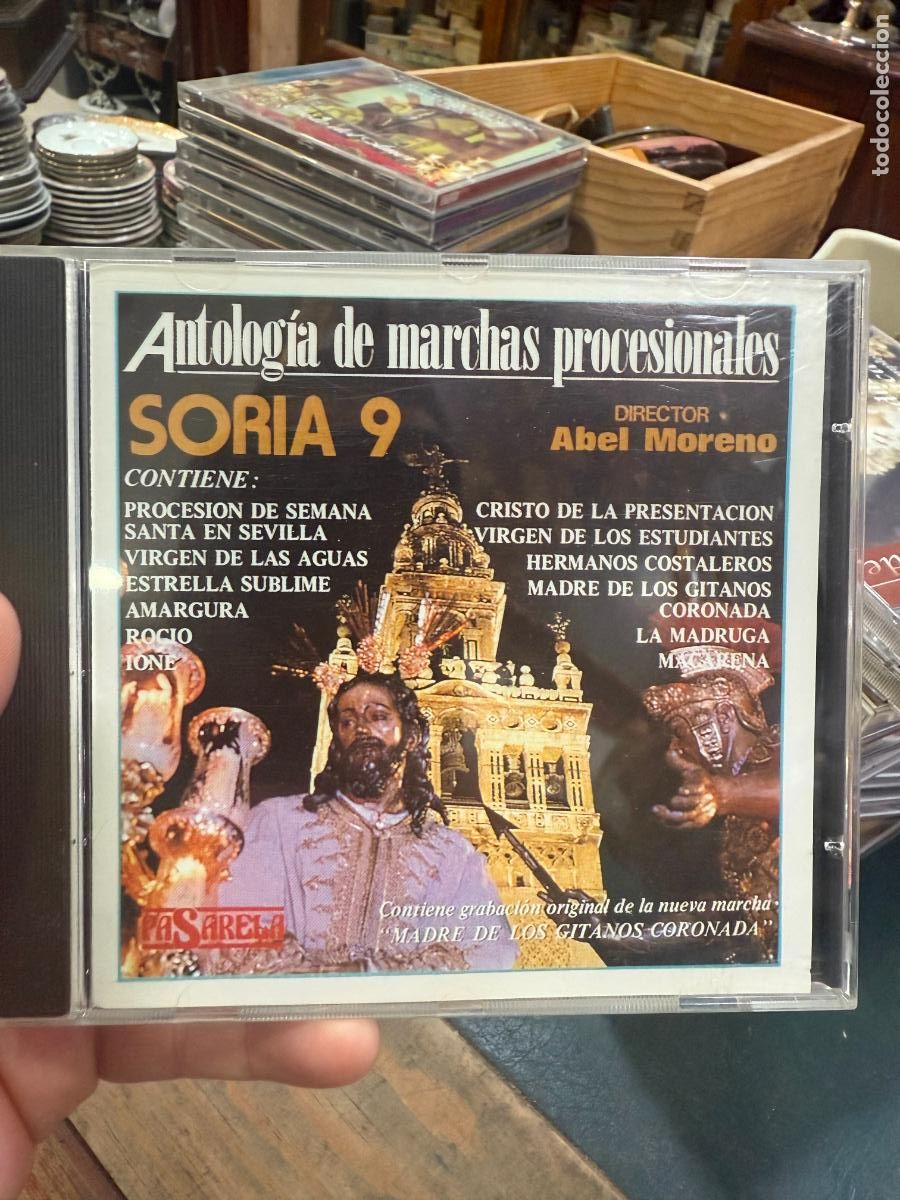 todocoleccion
Antología de marchas procesionales
SORIA 9
DIRECTOR
Abel Moreno
CONTIENE:
PROCESION DE SEMANA
SANTA EN SEVILLA
VIRGEN DE LAS AGUAS
ESTRELLA SUBLIME
AMARGURA
ROCIO
IONE
CRISTO DE LA PRESENTACION
VIRGEN DE LOS ESTUDIANTES
HERMANOS COSTALEROS
MADRE DE LOS GITANOS
CORONADA
LA MADRUGA
MACARENA
PASARELA
Contiene grabación original de la nueva marcha
"MADRE DE LOS GITANOS CORONADA"
de